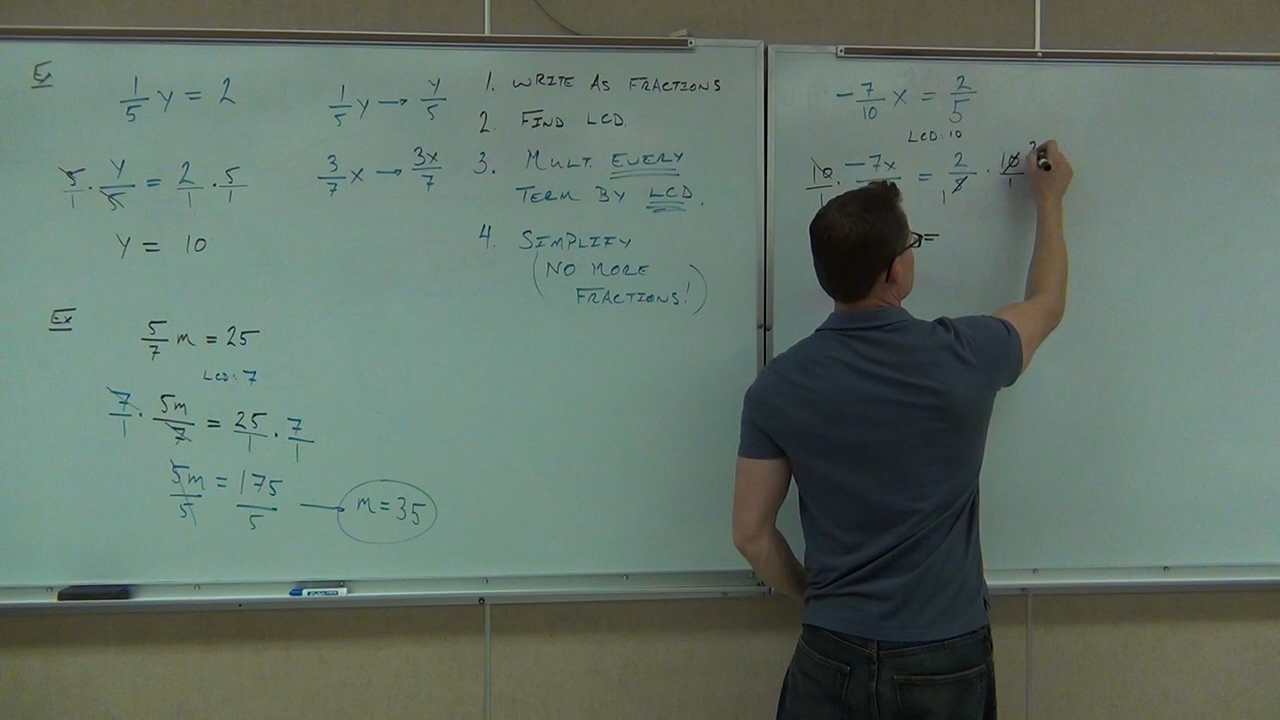 Ex
1/5 y = 2
5/1 · y/5 = 2/1 · 5/1
y = 10
1/5 y → y/5
3/7 x → 3x/7
1. WRITE AS FRACTIONS
2. FIND LCD.
3. MULT. EVERY
TERM BY LCD.
4. SIMPLIFY
(NO MORE
FRACTIONS!)
Ex
5/7 m = 25
LCD: 7
7/1 · 5m/7 = 25/1 · 7/1
5m/5 = 175/5 — m = 35
-7/10 x = 2/5
LCD: 10
10/1 · -7x = 2/5 · 10/1
=